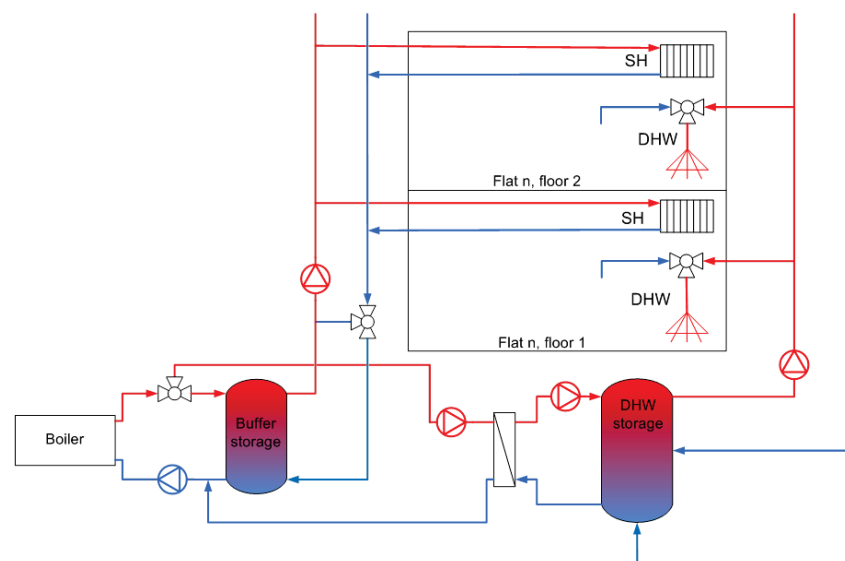 SH
DHW
Flat n, floor 2
SH
DHW
Flat n, floor 1
Boiler
Buffer
storage
DHW
storage